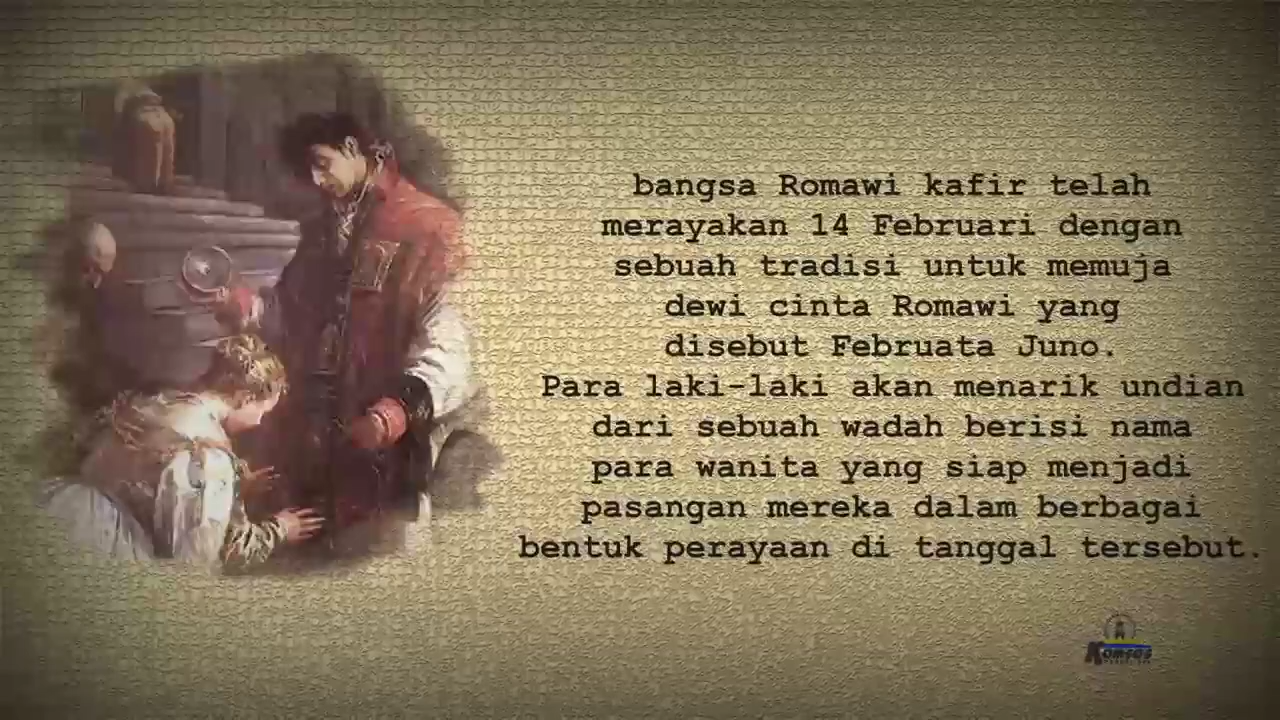 bangsa Romawi kafir telah
merayakan 14 Februari dengan
sebuah tradisi untuk memuja
dewi cinta Romawi yang
disebut Februata Juno.
Para laki-laki akan menarik undian
dari sebuah wadah berisi nama
para wanita yang siap menjadi
pasangan mereka dalam berbagai
bentuk perayaan di tanggal tersebut.
Komsos